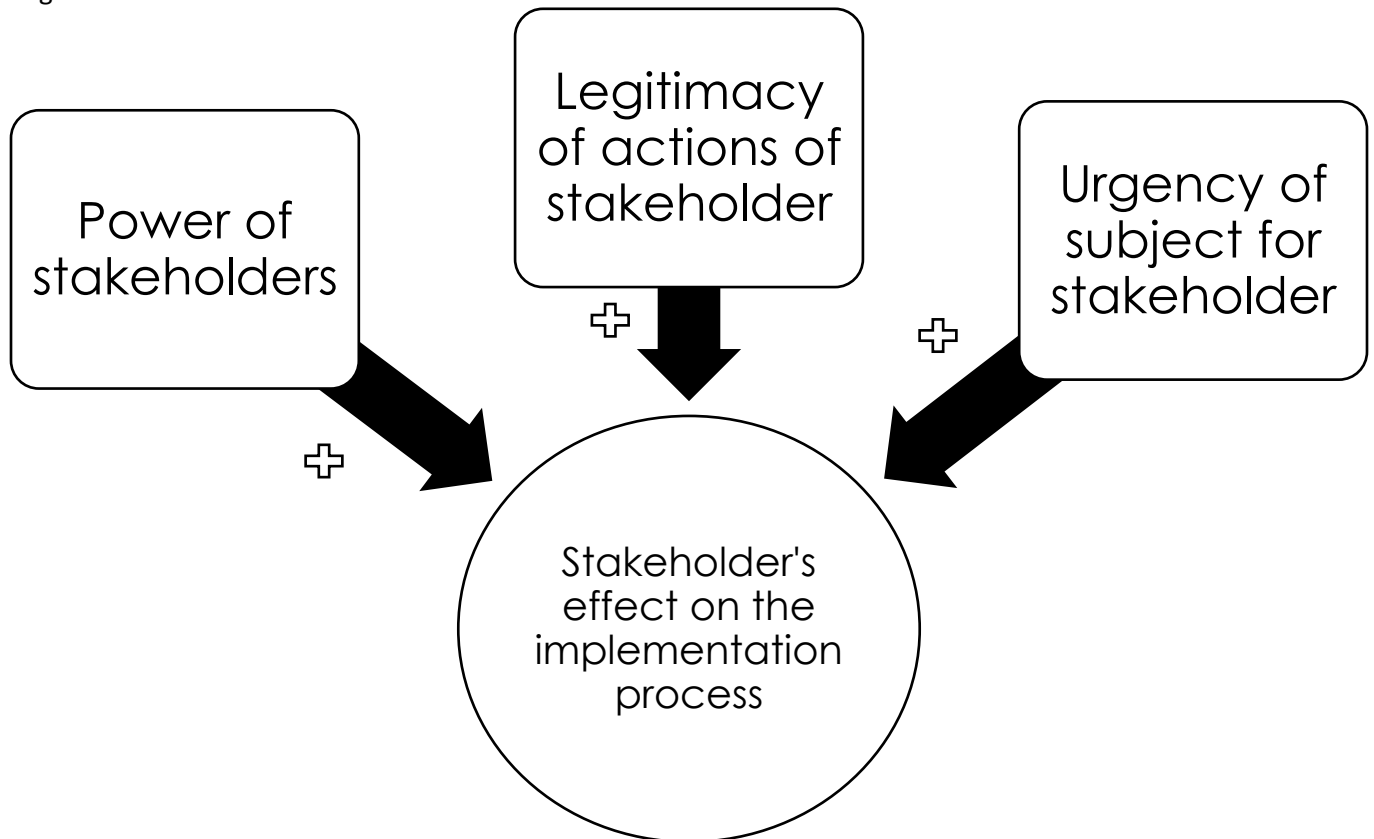 Power of
stakeholders
Legitimacy
of actions of
stakeholder
Urgency of
subject for
stakeholder
Stakeholder's
effect on the
implementation
process